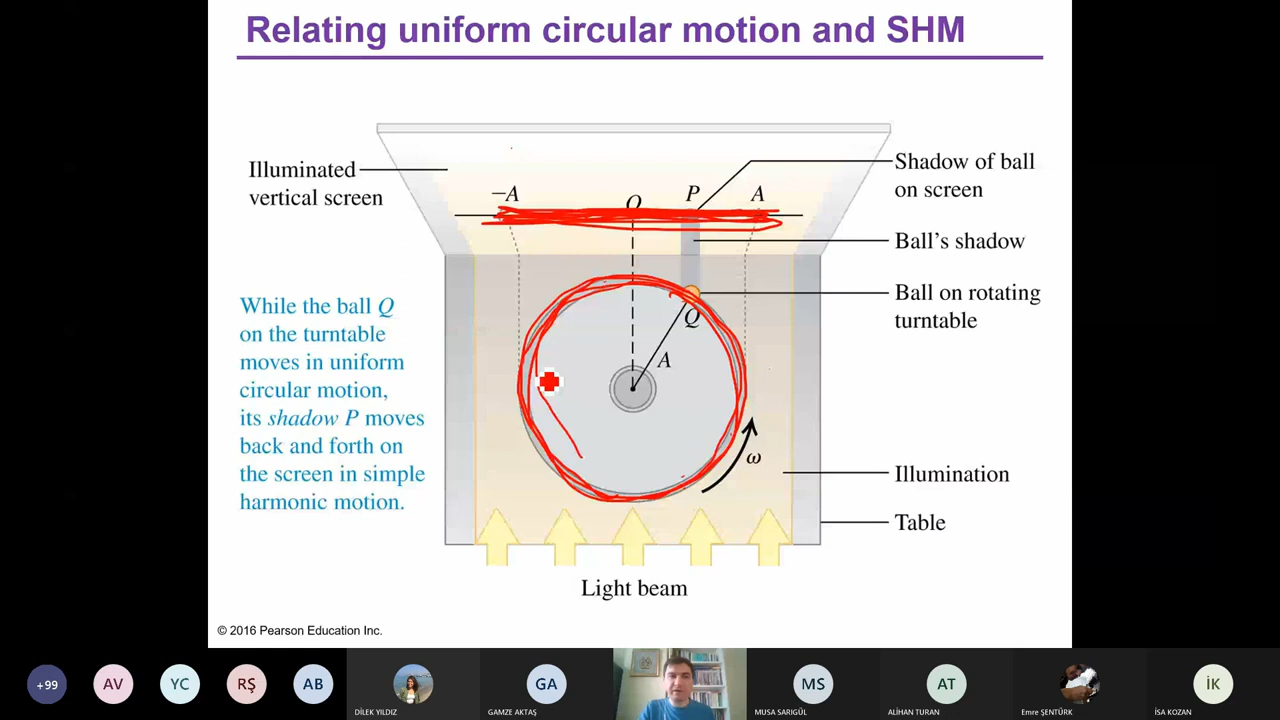 Relating uniform circular motion and SHM
Illuminated
vertical screen
−A
O
P
A
Shadow of ball
on screen
Ball's shadow
Ball on rotating
turntable
Q
A
ω
While the ball Q
on the turntable
moves in uniform
circular motion,
its shadow P moves
back and forth on
the screen in simple
harmonic motion.
Illumination
Table
Light beam
© 2016 Pearson Education Inc.
+99
AV
YC
RŞ
AB
DİLEK YILDIZ
GA
GAMZE AKTAŞ
MS
MUSA SARIGÜL
AT
ALİHAN TURAN
Emre ŞENTÜRK
İK
İSA KOZAN